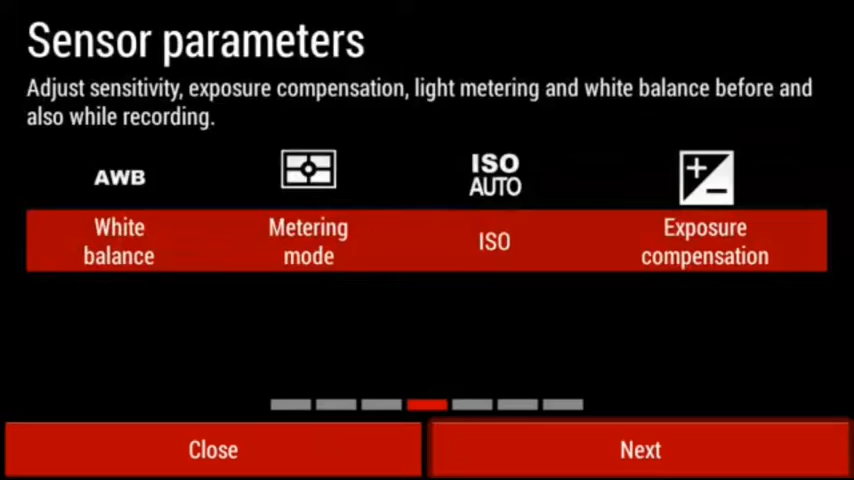 Sensor parameters
Adjust sensitivity, exposure compensation, light metering and white balance before and
also while recording.
AWB
ISO
AUTO
White
balance
Metering
mode
ISO
Exposure
compensation
Close
Next